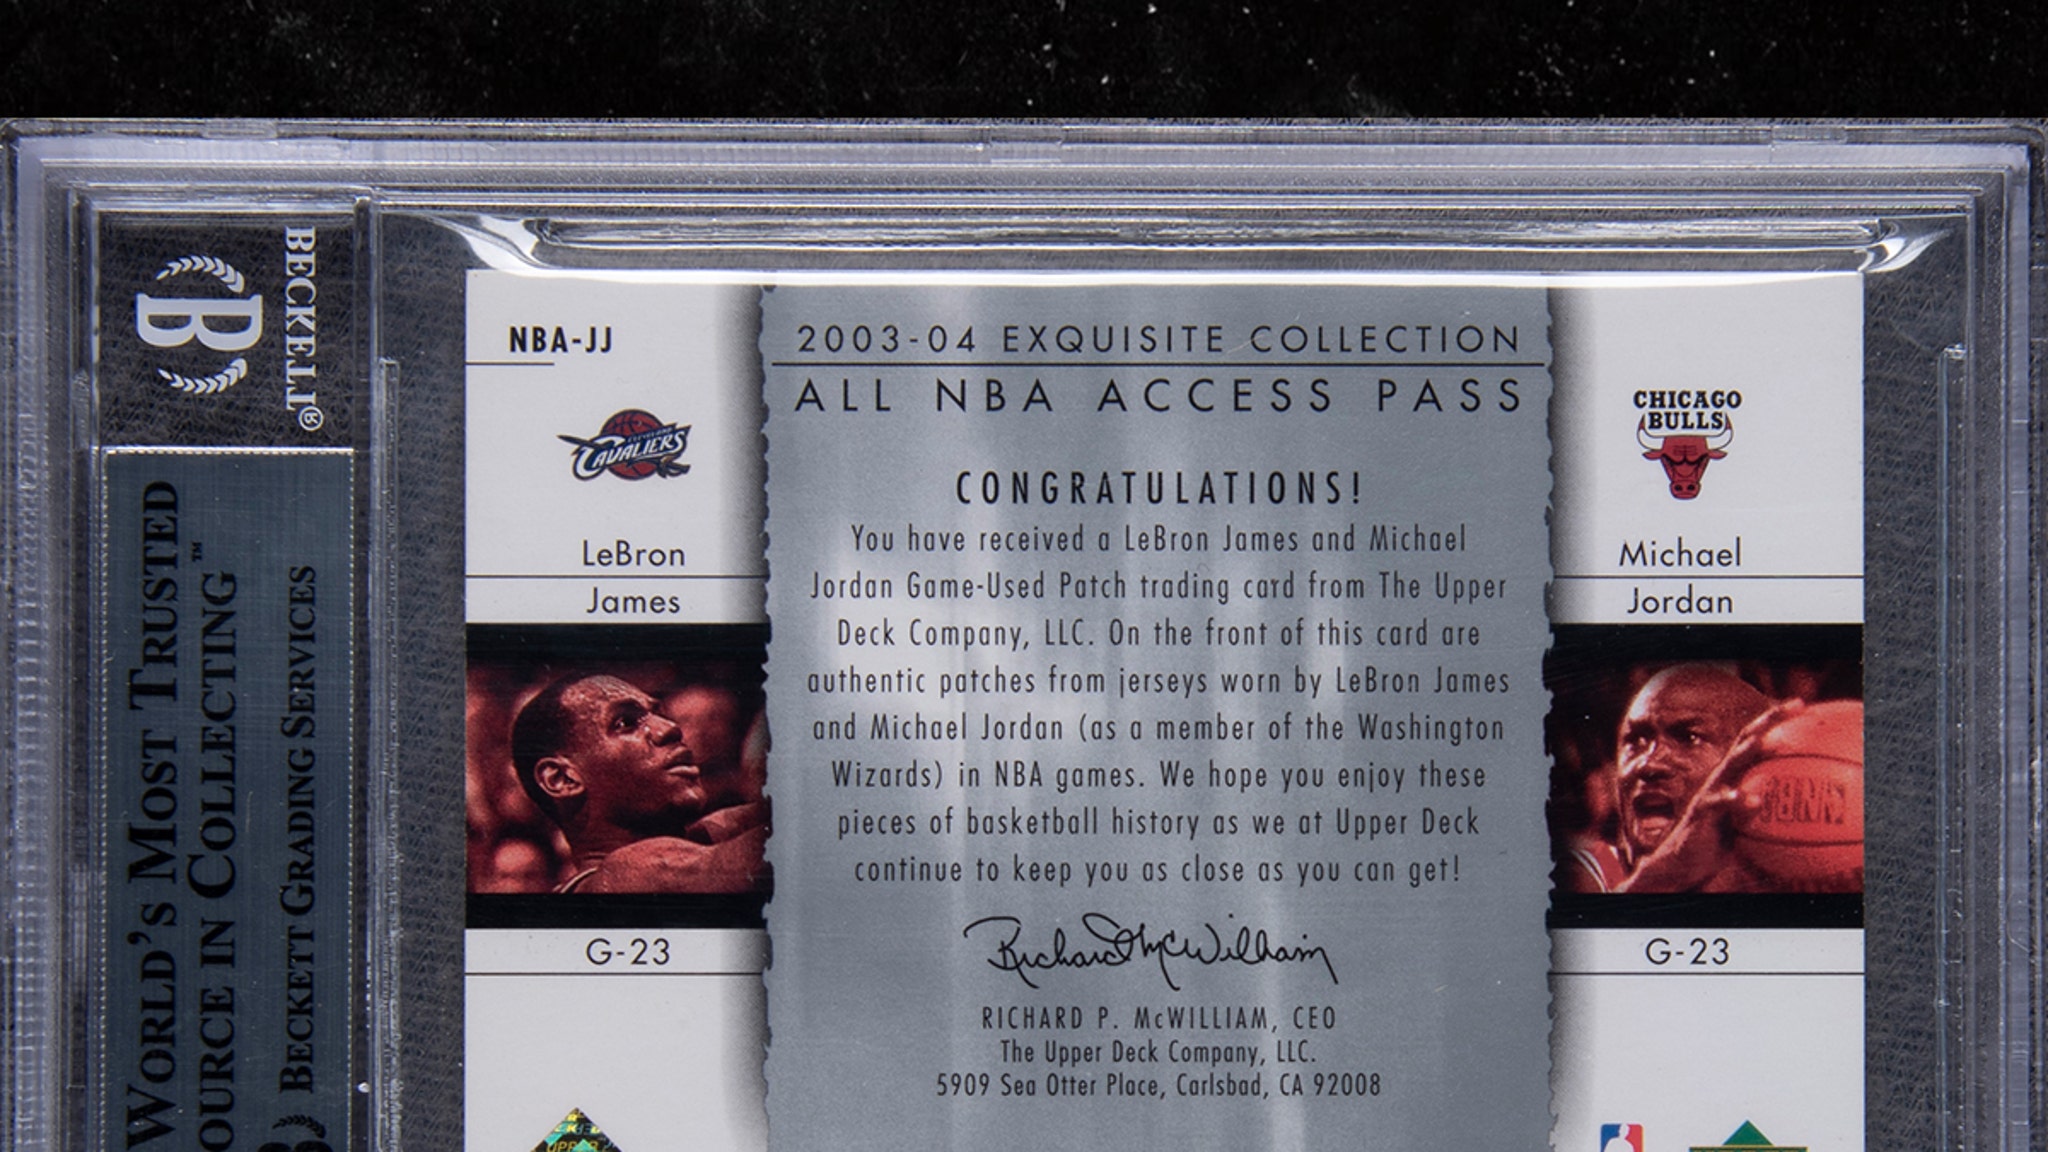 BECKETT®
B
WORLD'S MOST TRUSTED
SOURCE IN COLLECTING™
BECKETT GRADING SERVICES
NBA-JJ
CAVALIERS
LeBron
James
G-23
2003-04 EXQUISITE COLLECTION
ALL NBA ACCESS PASS
CONGRATULATIONS!
You have received a LeBron James and Michael
Jordan Game-Used Patch trading card from The Upper
Deck Company, LLC. On the front of this card are
authentic patches from jerseys worn by LeBron James
and Michael Jordan (as a member of the Washington
Wizards) in NBA games. We hope you enjoy these
pieces of basketball history as we at Upper Deck
continue to keep you as close as you can get!
Richard McWilliam
RICHARD P. McWILLIAM, CEO
The Upper Deck Company, LLC.
5909 Sea Otter Place, Carlsbad, CA 92008
CHICAGO
BULLS
Michael
Jordan
G-23